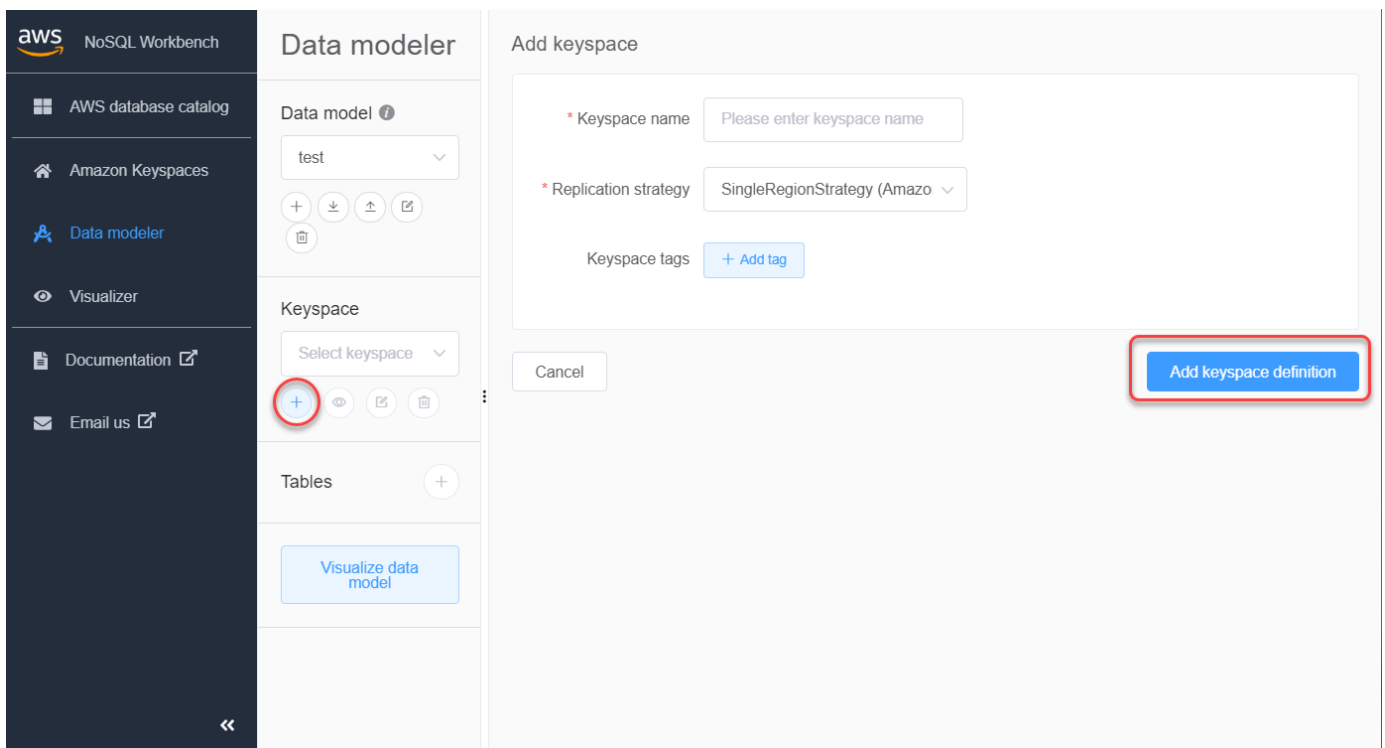 aws
NoSQL Workbench
AWS database catalog
Amazon Keyspaces
Data modeler
Visualizer
Documentation
Email us
Data modeler
Data model
test
Keyspace
Select keyspace
Tables
Visualize data
model
Add keyspace
* Keyspace name
Please enter keyspace name
* Replication strategy
SingleRegionStrategy (Amazo
Keyspace tags
+ Add tag
Cancel
Add keyspace definition